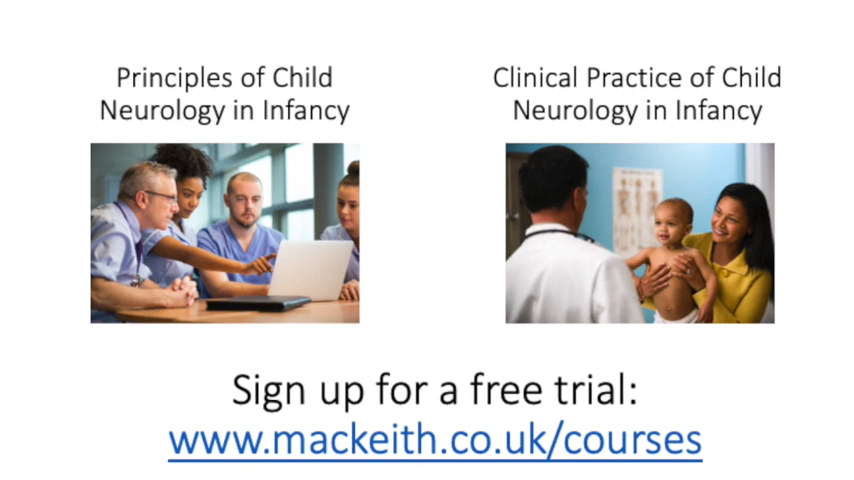 Principles of Child
Neurology in Infancy
Clinical Practice of Child
Neurology in Infancy
Sign up for a free trial:
www.mackeith.co.uk/courses